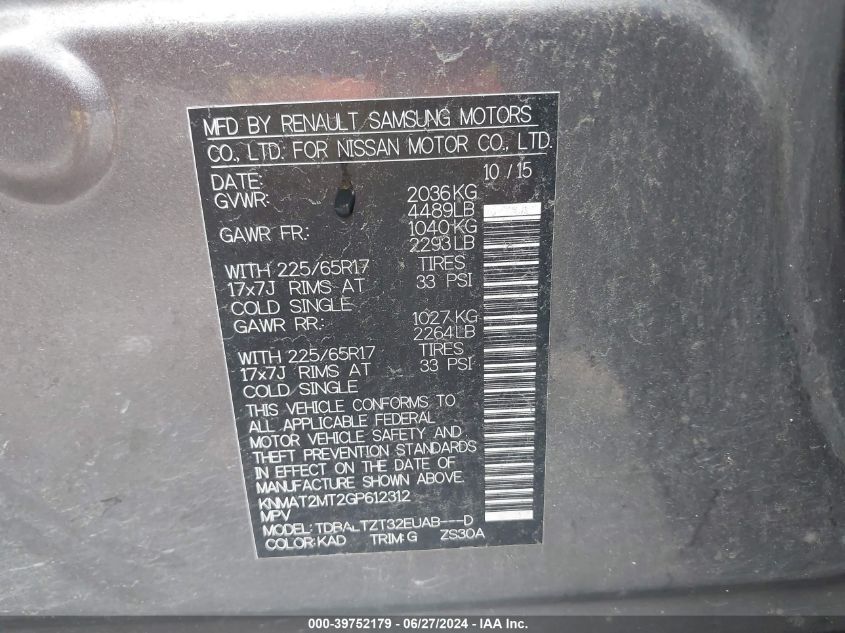 MFD BY RENAULT SAMSUNG MOTORS
CO., LTD. FOR NISSAN MOTOR CO., LTD.
DATE: 10 / 15
GVWR: 2036KG
4489LB
GAWR FR: 1040KG
2293LB
WITH 225/65R17 TIRES
17x7J RIMS AT 33 PSI
COLD SINGLE
GAWR RR: 1027KG
2264LB
WITH 225/65R17 TIRES
17x7J RIMS AT 33 PSI
COLD SINGLE
THIS VEHICLE CONFORMS TO
ALL APPLICABLE FEDERAL
MOTOR VEHICLE SAFETY AND
THEFT PREVENTION STANDARDS
IN EFFECT ON THE DATE OF
MANUFACTURE SHOWN ABOVE.
KNMAT2MT2GP612312
MPV
MODEL: TDBALTZT32EUAB---D
COLOR:KAD TRIM:G ZS30A
000-39752179 | 06/27/2024 | IAA Inc.